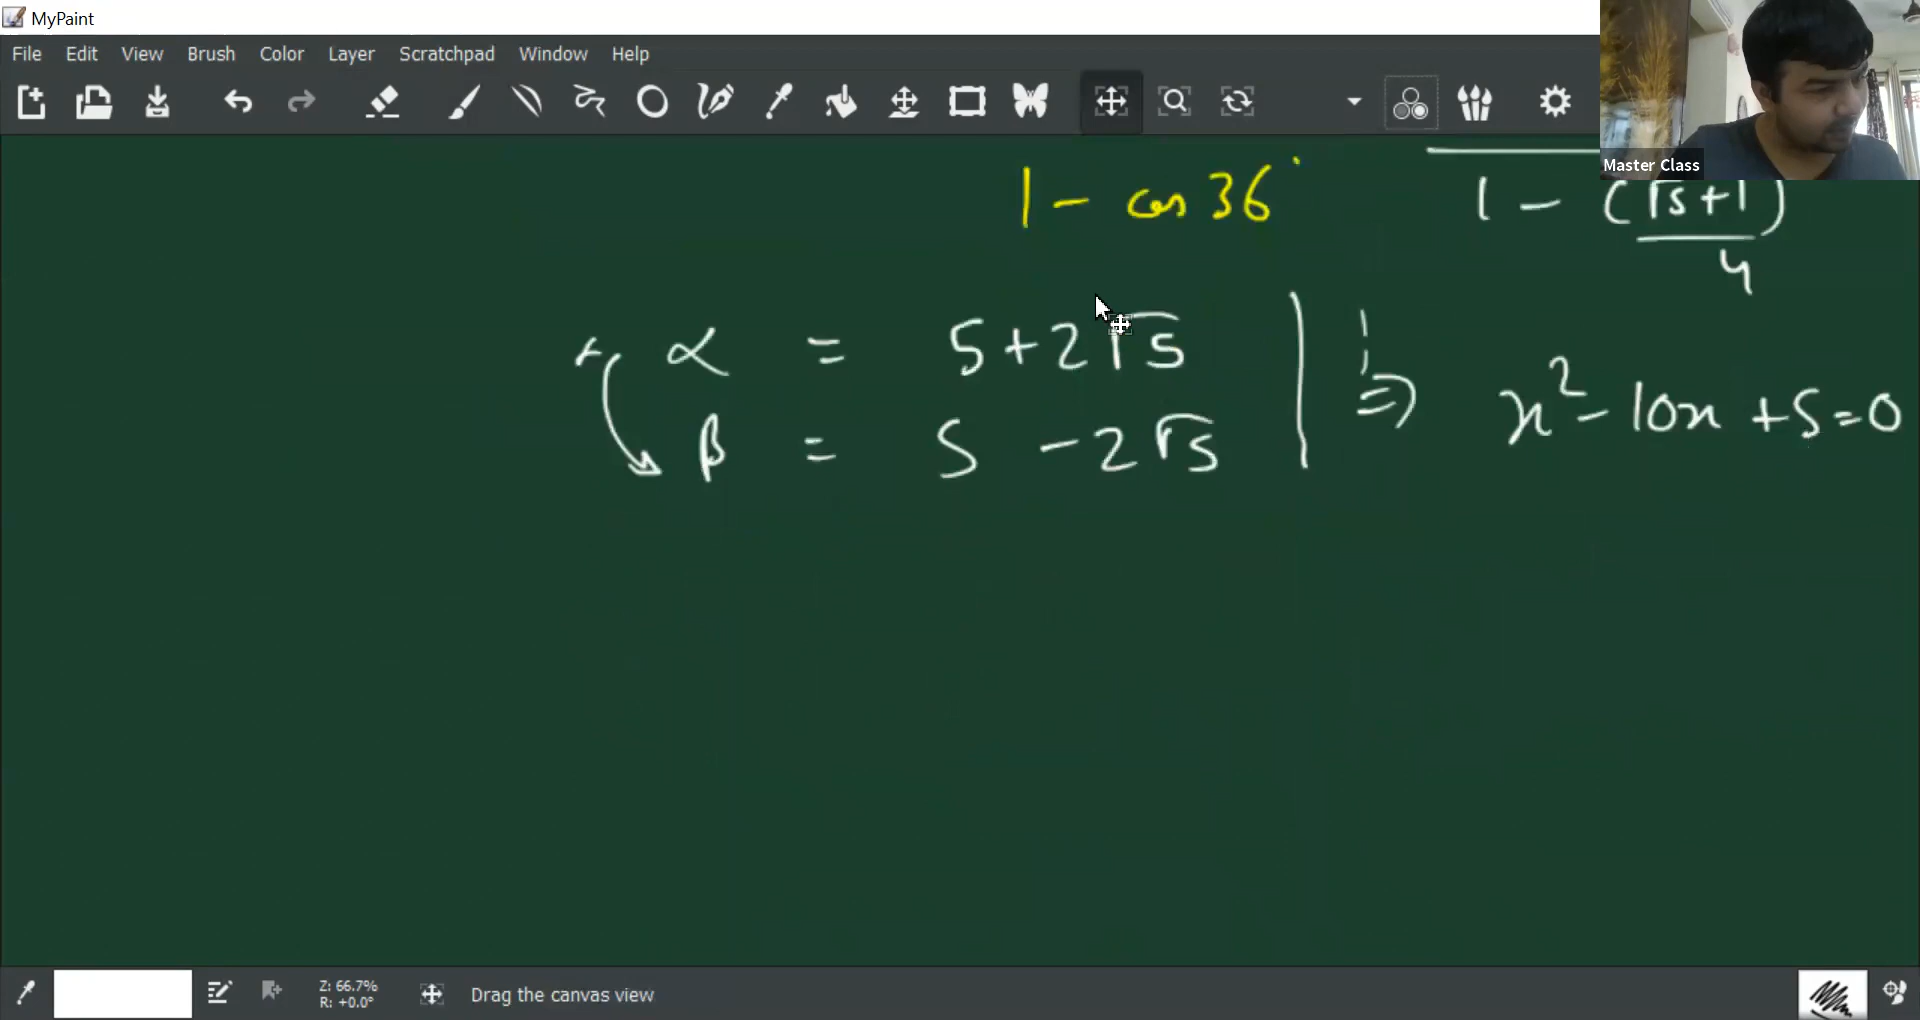 MyPaint
File Edit View Brush Color Layer Scratchpad Window Help
Master Class
1 - cos 36°
1 - (√5+1)
4
α = 5+2√5
β = 5 - 2√5
⇒ x² - 10x + 5 = 0
Z: 66.7%
R: +0.0°
Drag the canvas view